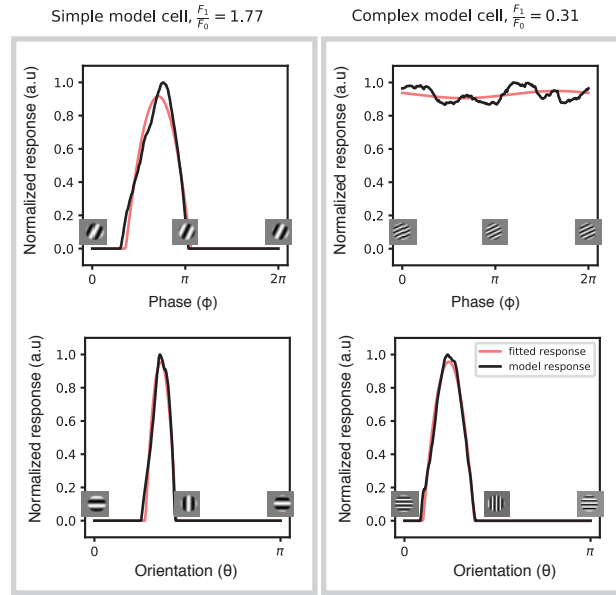 Simple model cell, F₁/F₀ = 1.77
Normalized response (a.u)
1.0
0.8
0.6
0.4
0.2
0.0
0 π 2π
Phase (φ)
Normalized response (a.u)
1.0
0.8
0.6
0.4
0.2
0.0
0 π
Orientation (θ)
Complex model cell, F₁/F₀ = 0.31
Normalized response (a.u)
1.0
0.8
0.6
0.4
0.2
0.0
0 π 2π
Phase (φ)
Normalized response (a.u)
1.0
0.8
0.6
0.4
0.2
0.0
fitted response
model response
0 π
Orientation (θ)